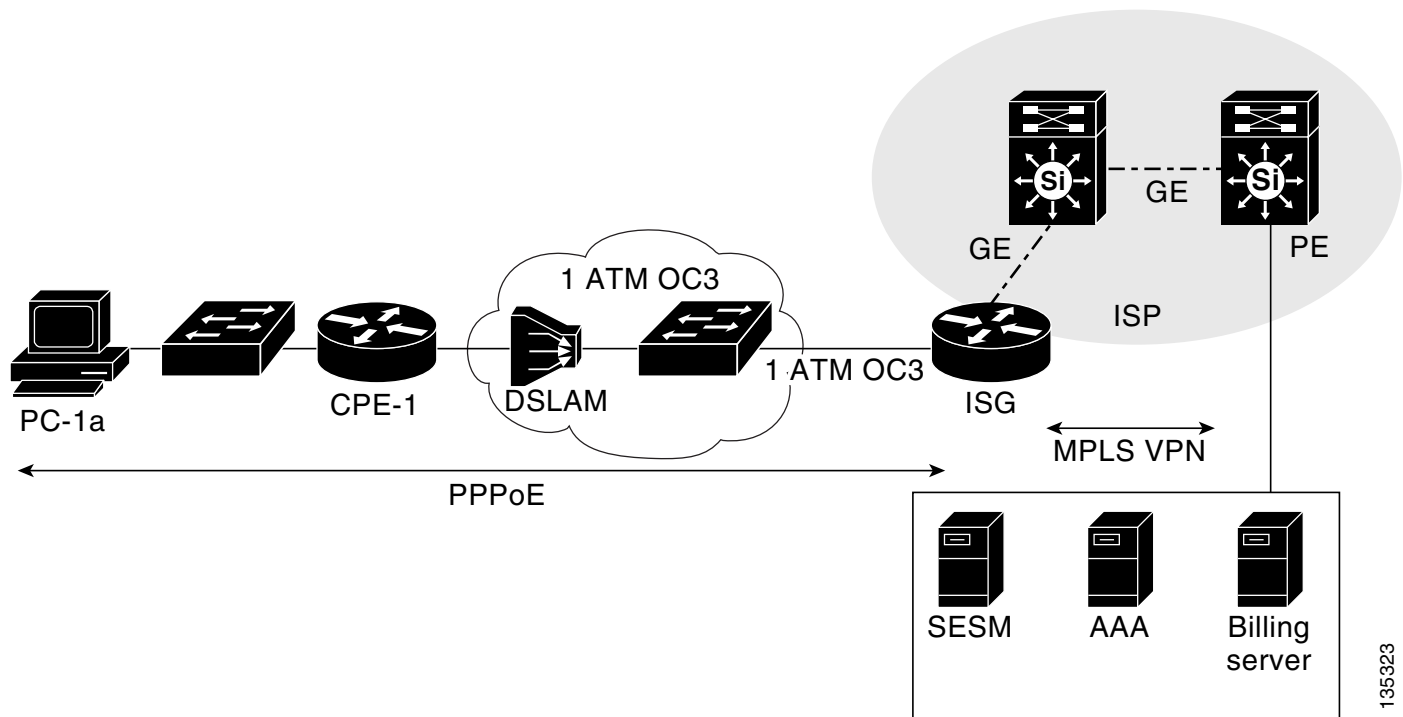 Si
Si
GE
GE
PE
1 ATM OC3
ISP
1 ATM OC3
PC-1a
CPE-1
DSLAM
ISG
MPLS VPN
PPPoE
SESM
AAA
Billing
server
135323